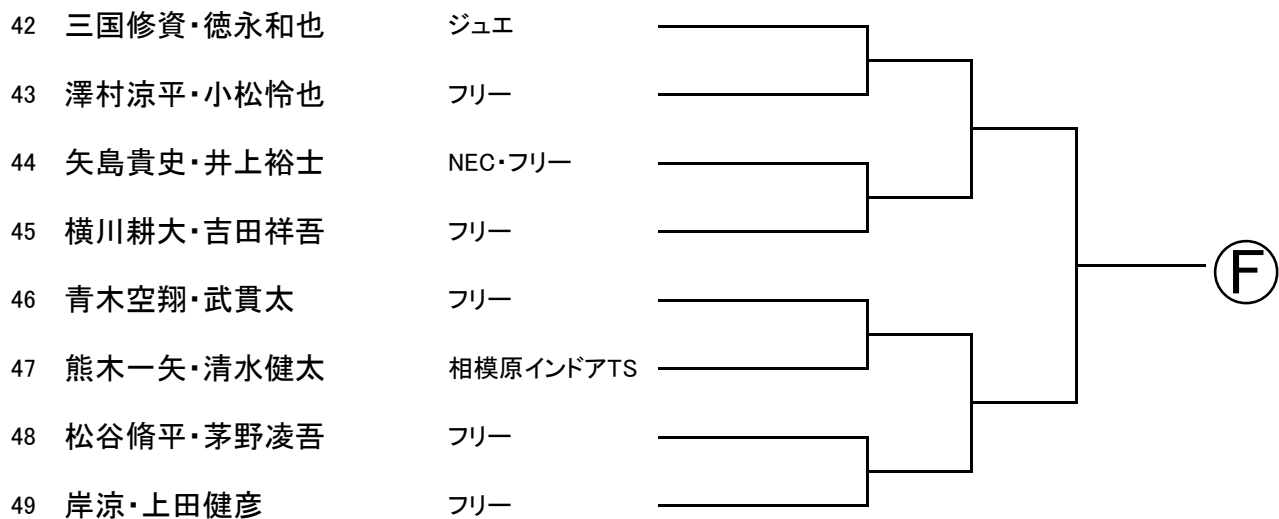 42 三国修資・徳永和也 ジュエ
43 澤村涼平・小松怜也 フリー
44 矢島貴史・井上裕士 NEC・フリー
45 横川耕大・吉田祥吾 フリー
F
46 青木空翔・武貫太 フリー
47 熊木一矢・清水健太 相模原インドアTS
48 松谷脩平・茅野凌吾 フリー
49 岸涼・上田健彦 フリー